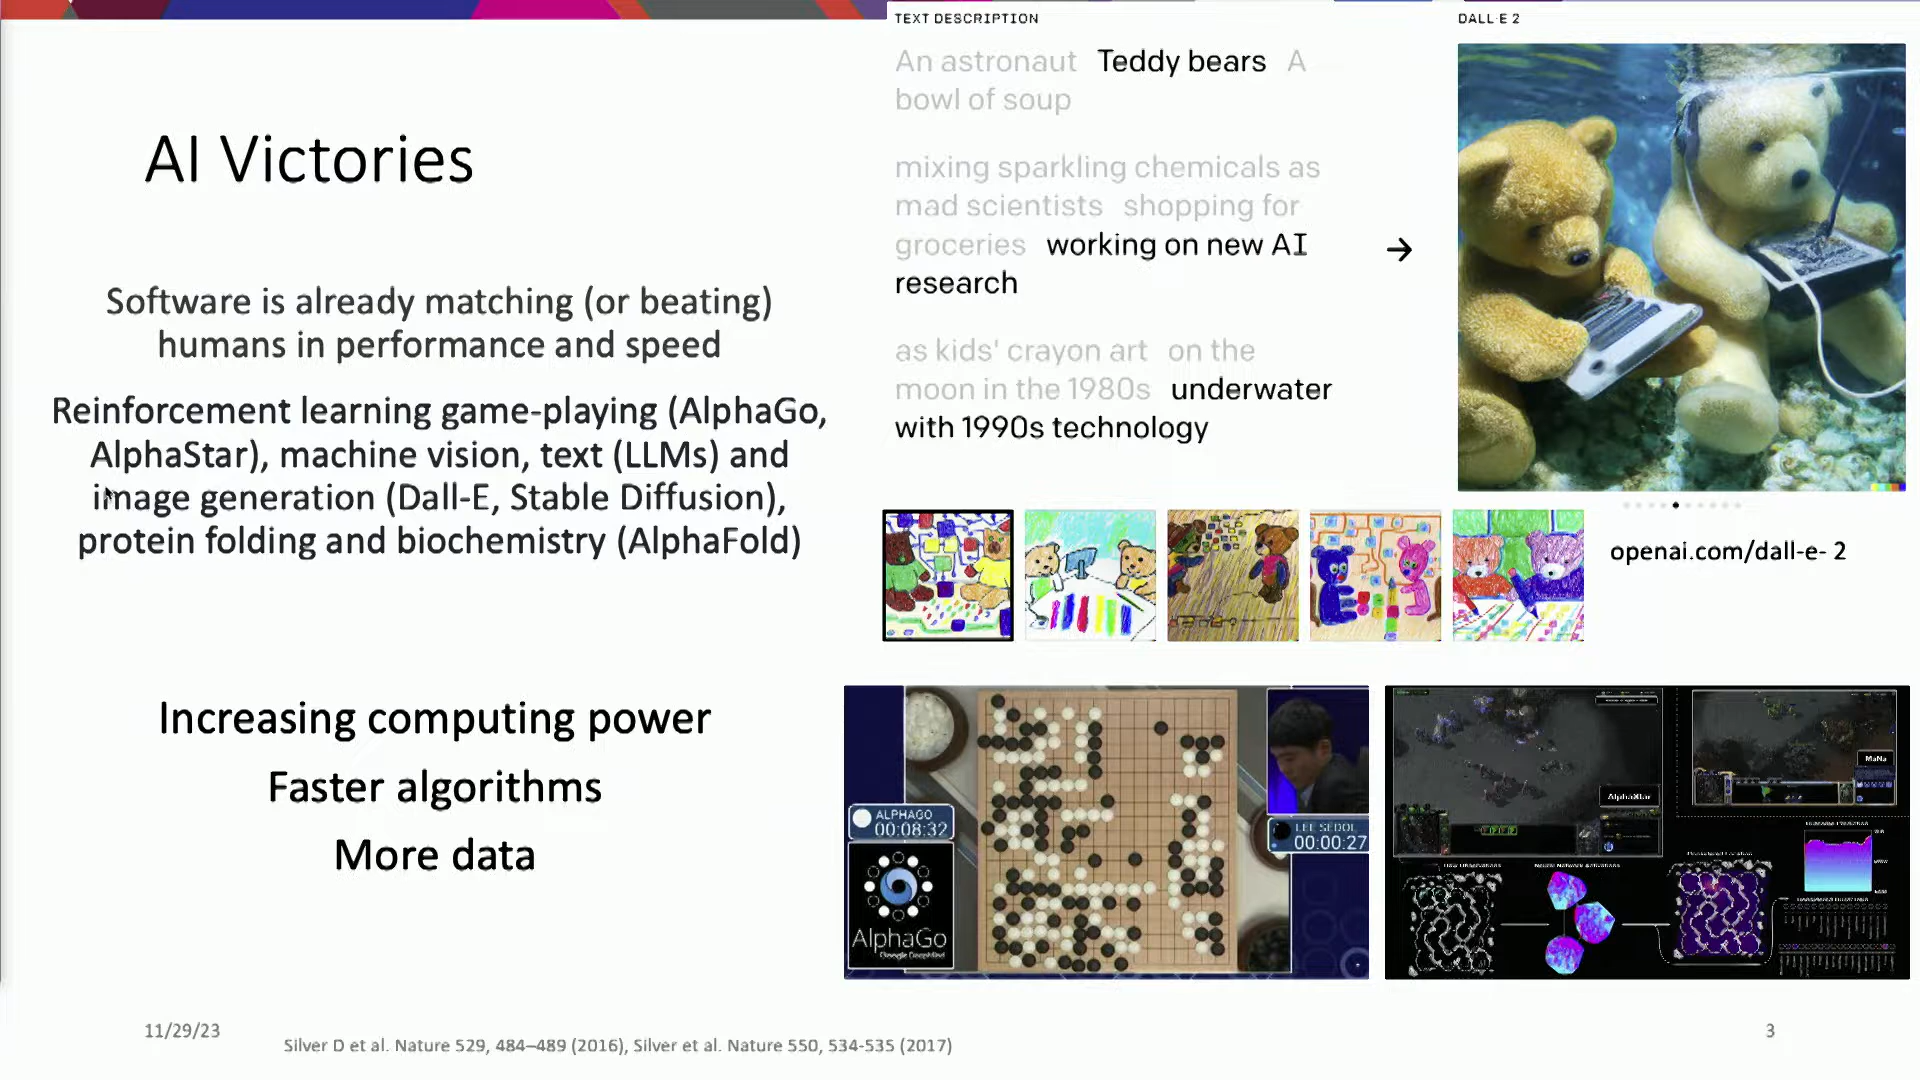 AI Victories
Software is already matching (or beating)
humans in performance and speed
Reinforcement learning game-playing (AlphaGo,
AlphaStar), machine vision, text (LLMs) and
image generation (Dall-E, Stable Diffusion),
protein folding and biochemistry (AlphaFold)
Increasing computing power
Faster algorithms
More data
TEXT DESCRIPTION
An astronaut Teddy bears A
bowl of soup
mixing sparkling chemicals as
mad scientists shopping for
groceries working on new AI
research
as kids' crayon art on the
moon in the 1980s underwater
with 1990s technology
→
DALL·E 2
openai.com/dall-e- 2
ALPHAGO
00:08:32
AlphaGo
Google DeepMind
LEE SEDOL
00:00:27
AlphaStar
MaNa
11/29/23
Silver D et al. Nature 529, 484–489 (2016), Silver et al. Nature 550, 534-535 (2017)
3